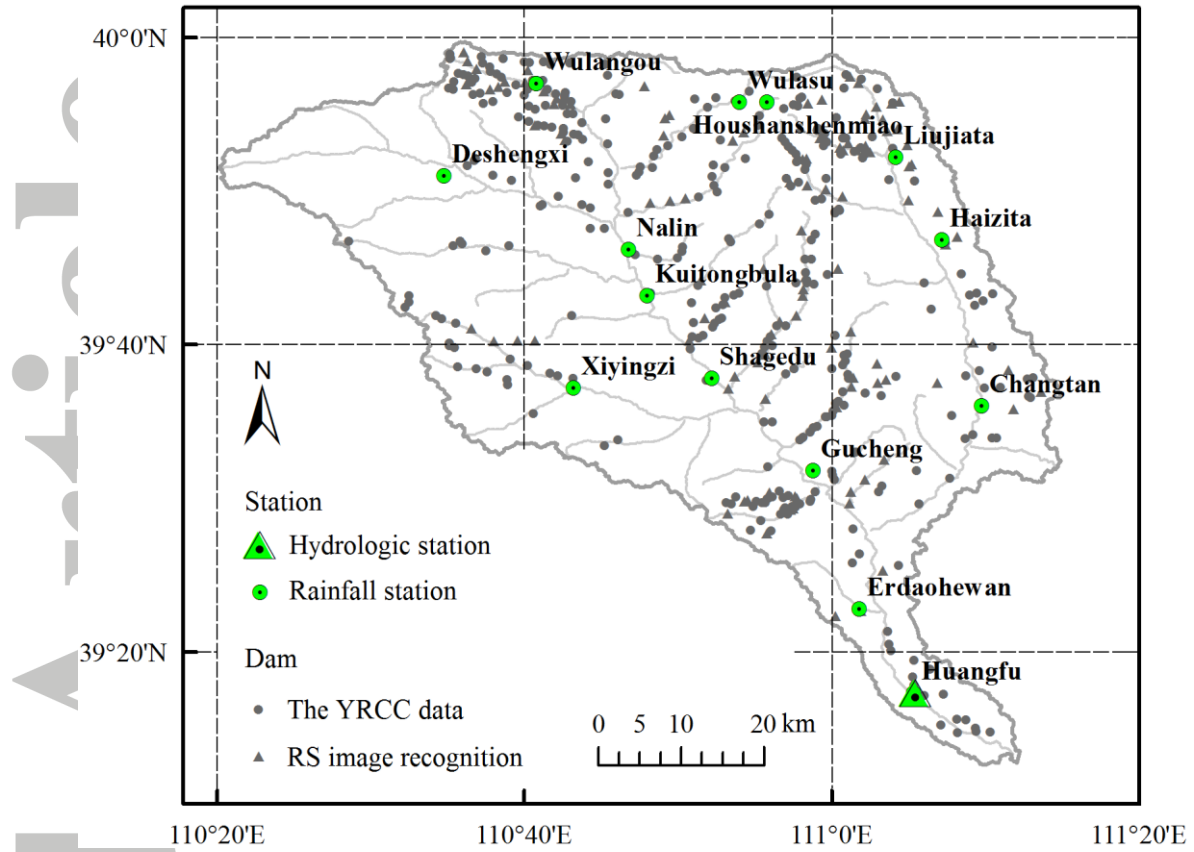 40°0'N
Wulangou
Wulasu
Houshanshenmiao
Liujiata
Deshengxi
Haizita
Nalin
Kuitongbula
39°40'N
Xiyingzi
Shagedu
Changtan
N
Gucheng
Station
Hydrologic station
Rainfall station
Erdaohewan
39°20'N
Dam
Huangfu
The YRCC data
0 5 10 20 km
RS image recognition
110°20'E 110°40'E 111°0'E 111°20'E